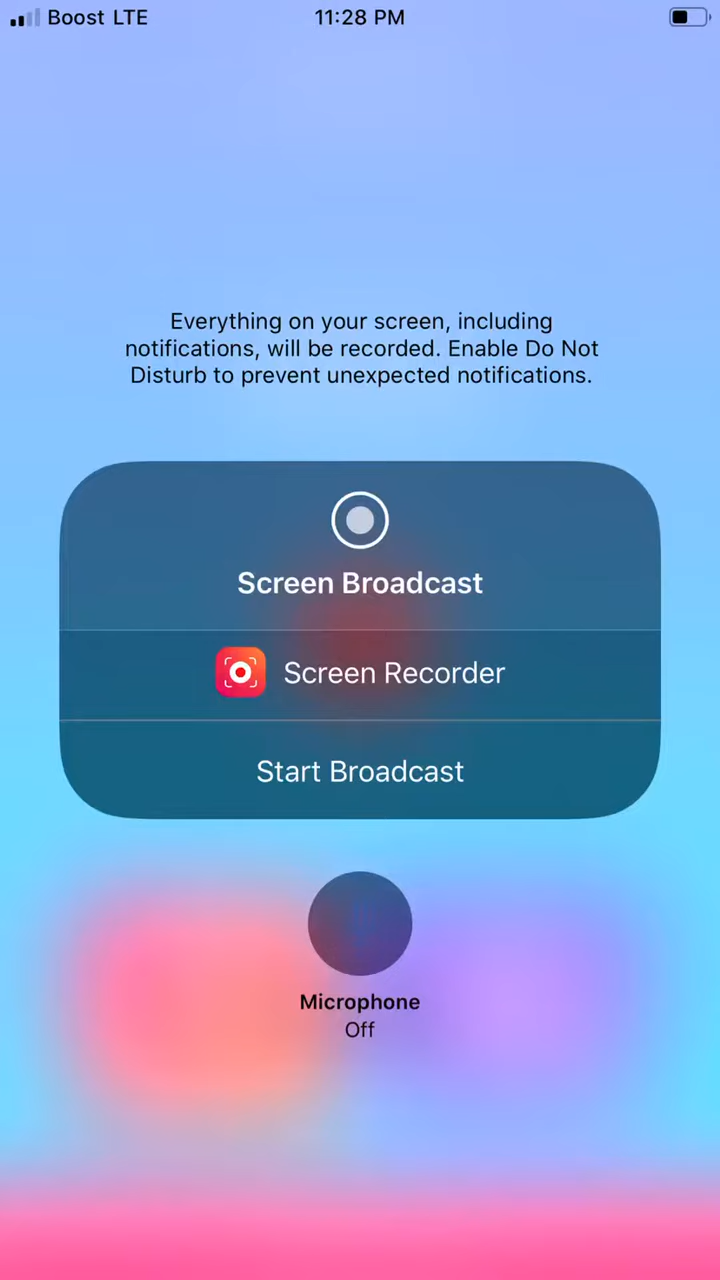 Boost LTE 11:28 PM
Everything on your screen, including
notifications, will be recorded. Enable Do Not
Disturb to prevent unexpected notifications.
Screen Broadcast
Screen Recorder
Start Broadcast
Microphone
Off